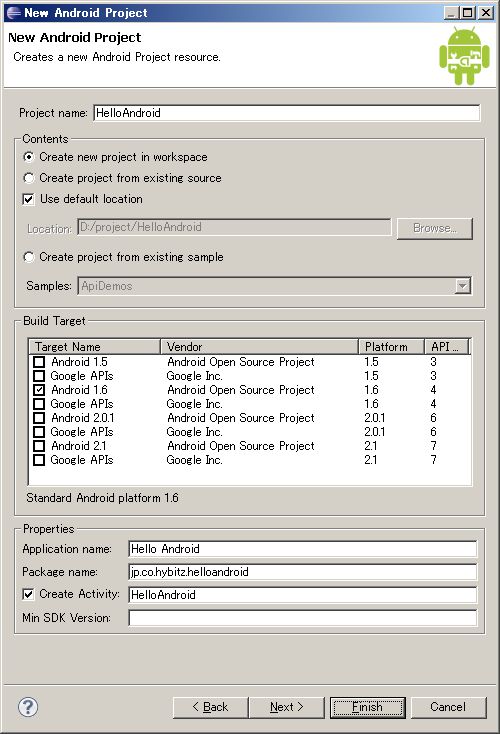 New Android Project
New Android Project
Creates a new Android Project resource.
Project name: HelloAndroid
Contents
Create new project in workspace
Create project from existing source
Use default location
Location: D:/project/HelloAndroid Browse...
Create project from existing sample
Samples: ApiDemos
Build Target
Target Name Vendor Platform API ...
Android 1.5 Android Open Source Project 1.5 3
Google APIs Google Inc. 1.5 3
Android 1.6 Android Open Source Project 1.6 4
Google APIs Google Inc. 1.6 4
Android 2.0.1 Android Open Source Project 2.0.1 6
Google APIs Google Inc. 2.0.1 6
Android 2.1 Android Open Source Project 2.1 7
Google APIs Google Inc. 2.1 7
Standard Android platform 1.6
Properties
Application name: Hello Android
Package name: jp.co.hybitz.helloandroid
Create Activity: HelloAndroid
Min SDK Version:
? < Back Next > Finish Cancel